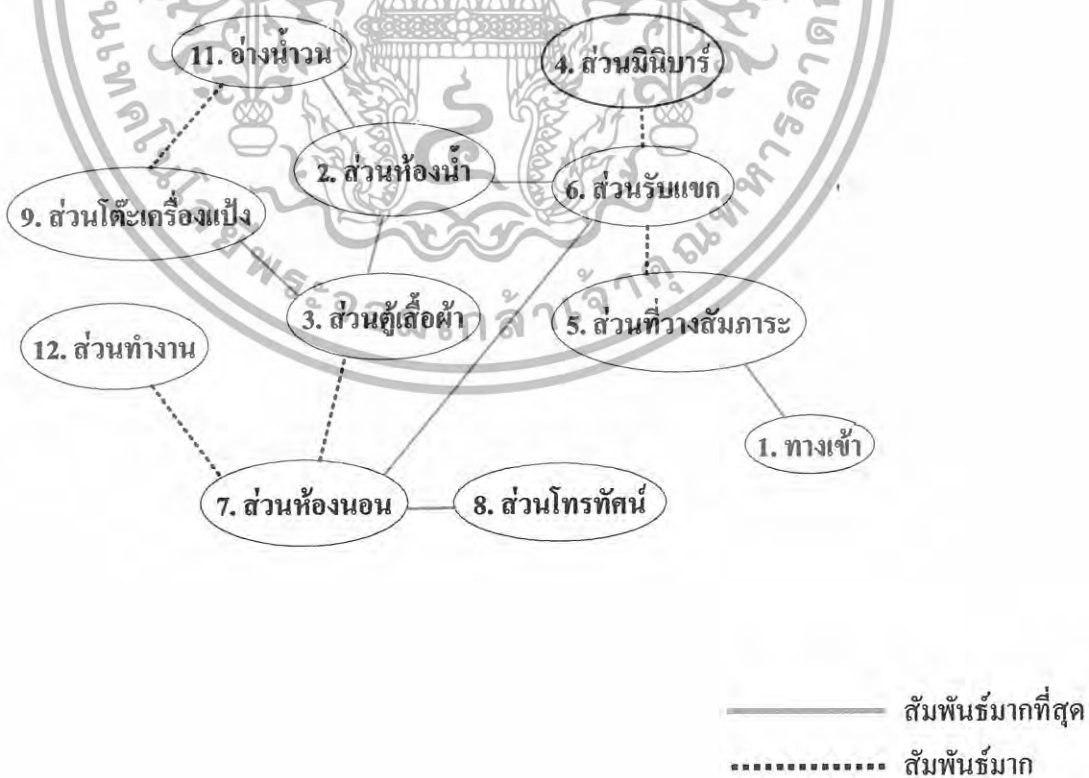 11. อ่างน้ำวน
4. ส่วนมินิบาร์
2. ส่วนห้องน้ำ
6. ส่วนรับแขก
9. ส่วนโต๊ะเครื่องแป้ง
3. ส่วนตู้เสื้อผ้า
5. ส่วนที่วางสัมภาระ
12. ส่วนทำงาน
1. ทางเข้า
7. ส่วนห้องนอน
8. ส่วนโทรทัศน์
สัมพันธ์มากที่สุด
สัมพันธ์มาก